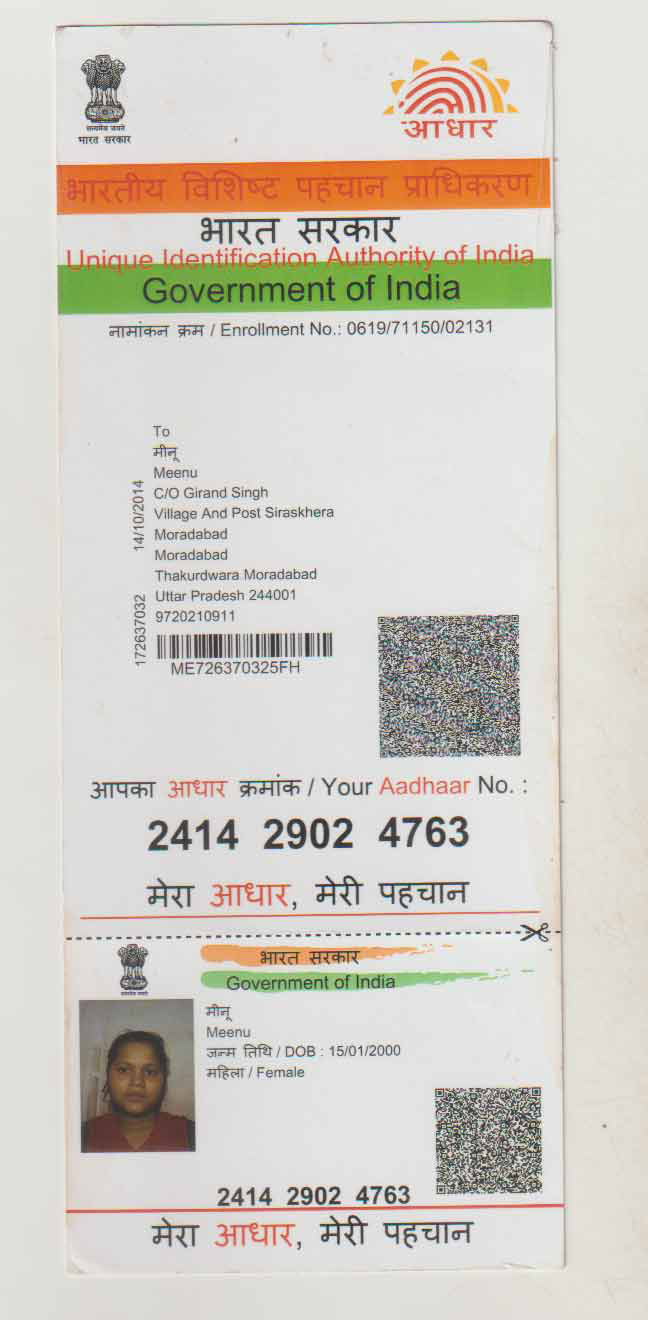 सत्यमेव जयते
भारत सरकार
आधार
भारतीय विशिष्ट पहचान प्राधिकरण
भारत सरकार
Unique Identification Authority of India
Government of India
नामांकन क्रम / Enrollment No.: 0619/71150/02131
To
मीनू
Meenu
C/O Girand Singh
Village And Post Siraskhera
Moradabad
Moradabad
Thakurdwara Moradabad
Uttar Pradesh 244001
9720210911
172637032 14/10/2014
ME726370325FH
आपका आधार क्रमांक / Your Aadhaar No. :
2414 2902 4763
मेरा आधार, मेरी पहचान
भारत सरकार
Government of India
मीनू
Meenu
जन्म तिथि / DOB : 15/01/2000
महिला / Female
2414 2902 4763
मेरा आधार, मेरी पहचान